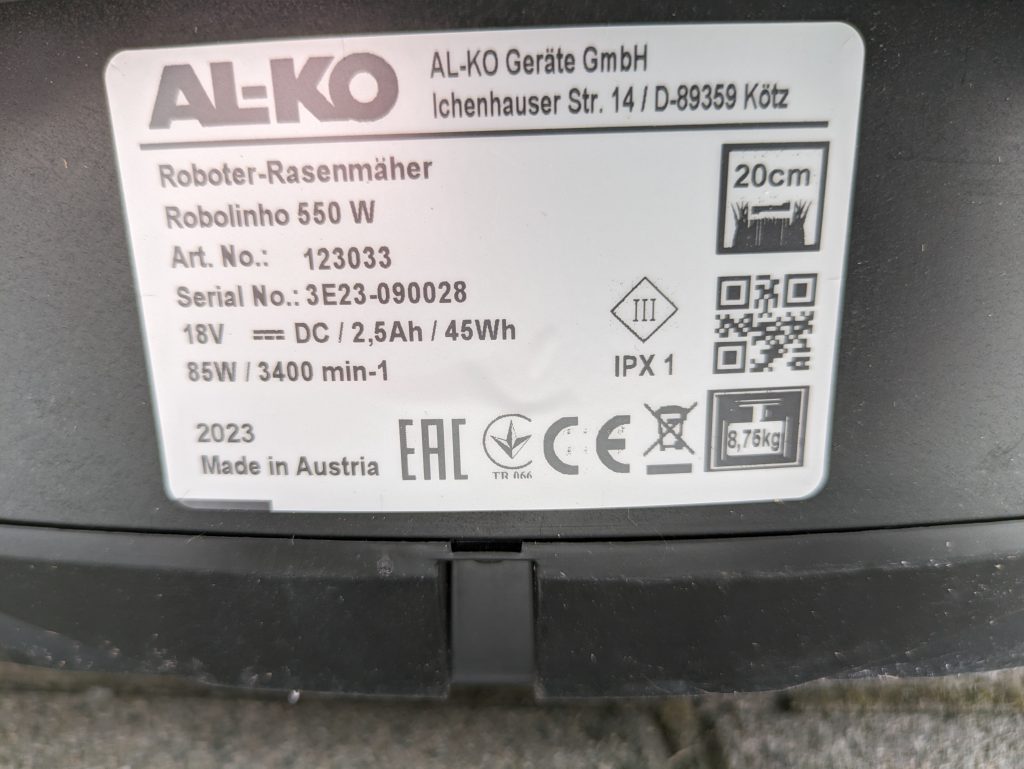 AL-KO
AL-KO Geräte GmbH
Ichenhauser Str. 14 / D-89359 Kötz
Roboter-Rasenmäher
Robolinho 550 W
Art. No.: 123033
Serial No.: 3E23-090028
18V ⎓ DC / 2,5Ah / 45Wh
85W / 3400 min-1
2023
Made in Austria
20cm
III
IPX 1
EAC
TR 066
CE
8,75kg